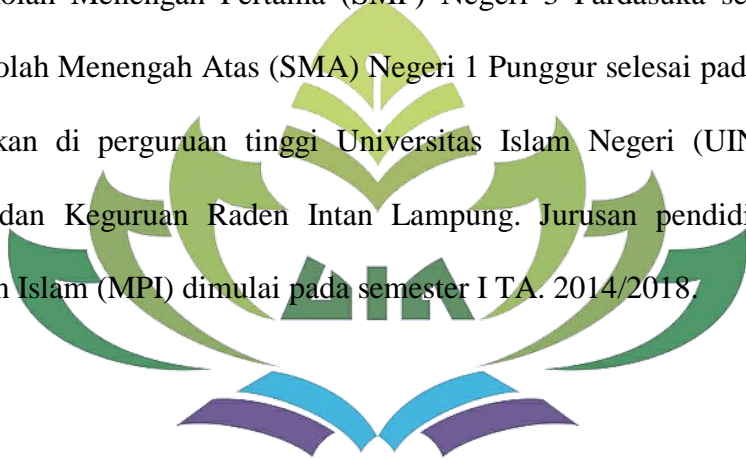 olah Menengah Pertama (SMP) Negeri 3 Pardasuka se
olah Menengah Atas (SMA) Negeri 1 Punggur selesai pad
kan di perguruan tinggi Universitas Islam Negeri (UIN
dan Keguruan Raden Intan Lampung. Jurusan pendidi
n Islam (MPI) dimulai pada semester I TA. 2014/2018.
UIN